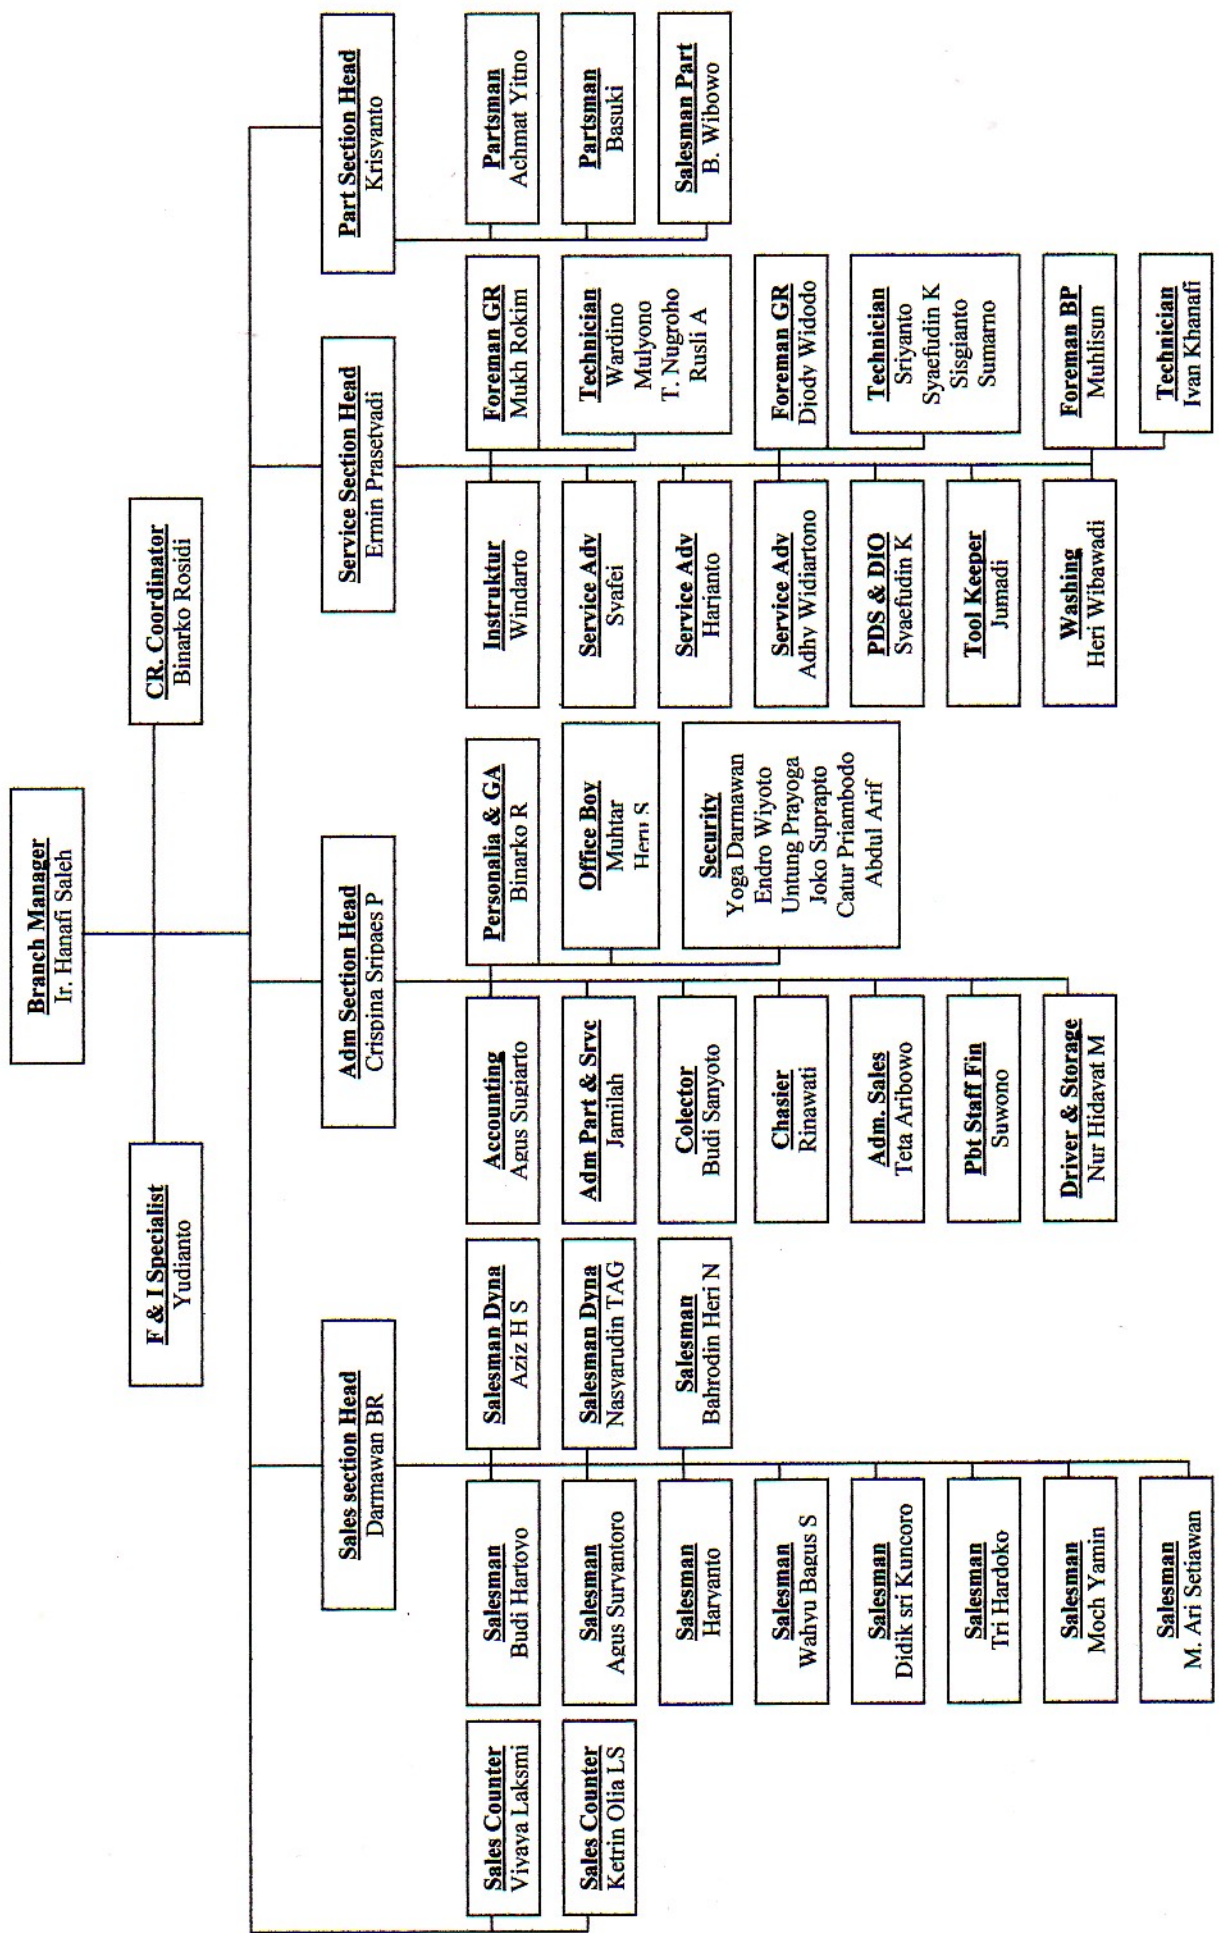 Branch Manager
Ir. Hanafi Saleh
F & I Specialist
Yudianto
CR. Coordinator
Binarko Rosidi
Sales section Head
Darmawan BR
Adm Section Head
Crispina Sripaes P
Service Section Head
Ermin Prasetyadi
Part Section Head
Krisyanto
Sales Counter
Viyaya Laksmi
Sales Counter
Ketrin Olia LS
Salesman
Budi Hartoyo
Salesman
Agus Suryantoro
Salesman
Haryanto
Salesman
Wahyu Bagus S
Salesman
Didik sri Kuncoro
Salesman
Tri Hardoko
Salesman
Moch Yamin
Salesman
M. Ari Setiawan
Salesman Dyna
Aziz H S
Salesman Dyna
Nasyarudin TAG
Salesman
Bahrodin Heri N
Accounting
Agus Sugiarto
Adm Part & Srvc
Jamilah
Colector
Budi Sanyoto
Chasier
Rinawati
Adm. Sales
Teta Aribowo
Pbt Staff Fin
Suwono
Driver & Storage
Nur Hidayat M
Personalia & GA
Binarko R
Office Boy
Muhtar
Heru S
Security
Yoga Darmawan
Endro Wiyoto
Untung Prayoga
Joko Suprapto
Catur Priambodo
Abdul Arif
Instruktur
Windarto
Service Adv
Syafei
Service Adv
Harjanto
Service Adv
Adhy Widiartono
PDS & DIO
Syaefudin K
Tool Keeper
Jumadi
Washing
Heri Wibawadi
Foreman GR
Mukh Rokim
Technician
Wardino
Mulyono
T. Nugroho
Rusli A
Foreman GR
Djody Widodo
Technician
Sriyanto
Syaefudin K
Sisgianto
Sumarno
Foreman BP
Muhlisun
Technician
Ivan Khanafi
Partsman
Achmat Yitno
Partsman
Basuki
Salesman Part
B. Wibowo